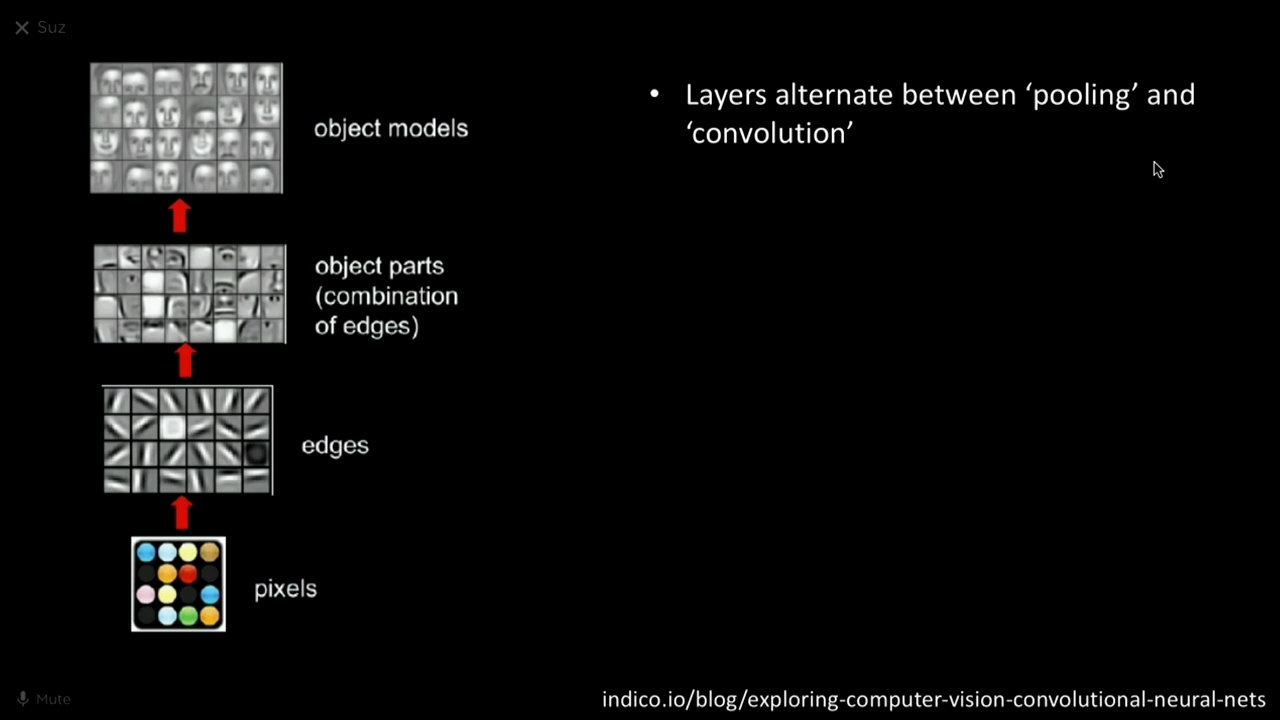 Suz
object models
• Layers alternate between ‘pooling’ and
‘convolution’
object parts
(combination
of edges)
edges
pixels
Mute
indico.io/blog/exploring-computer-vision-convolutional-neural-nets